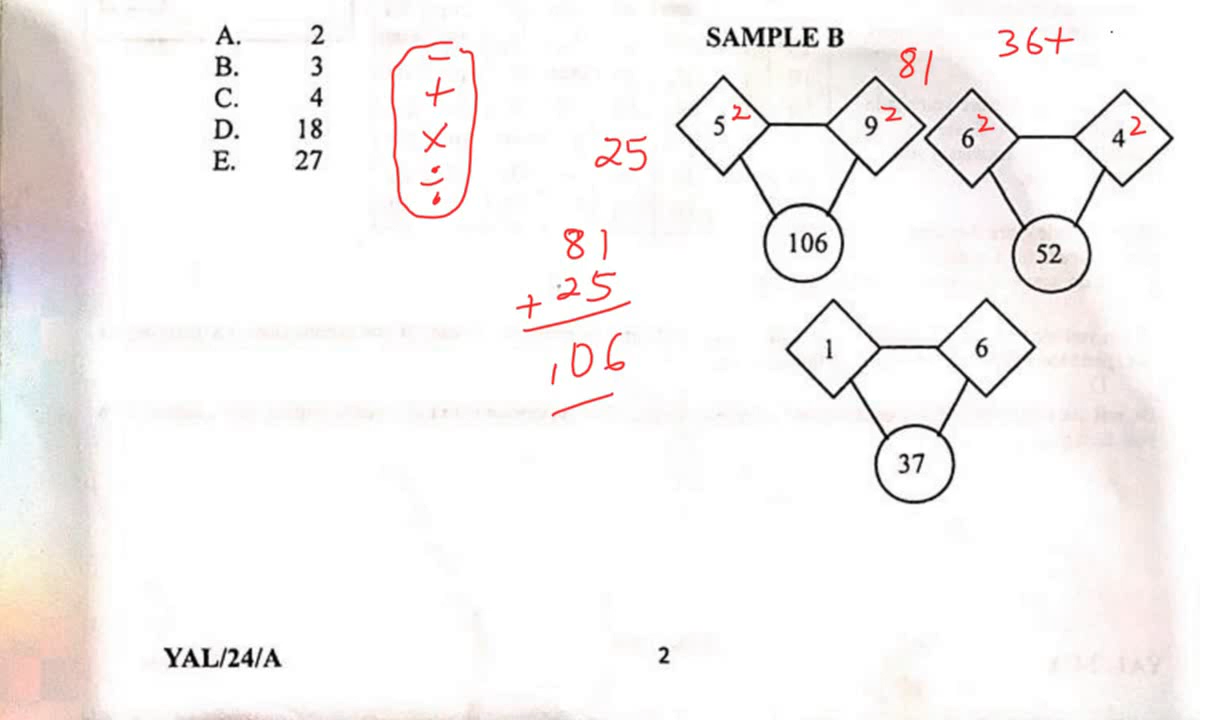 A. 2
B. 3
C. 4
D. 18
E. 27
−
+
×
÷
SAMPLE B
36+
81
25
5²
9²
6²
4²
106
52
81
+ 25
106
1
6
37
YAL/24/A
2